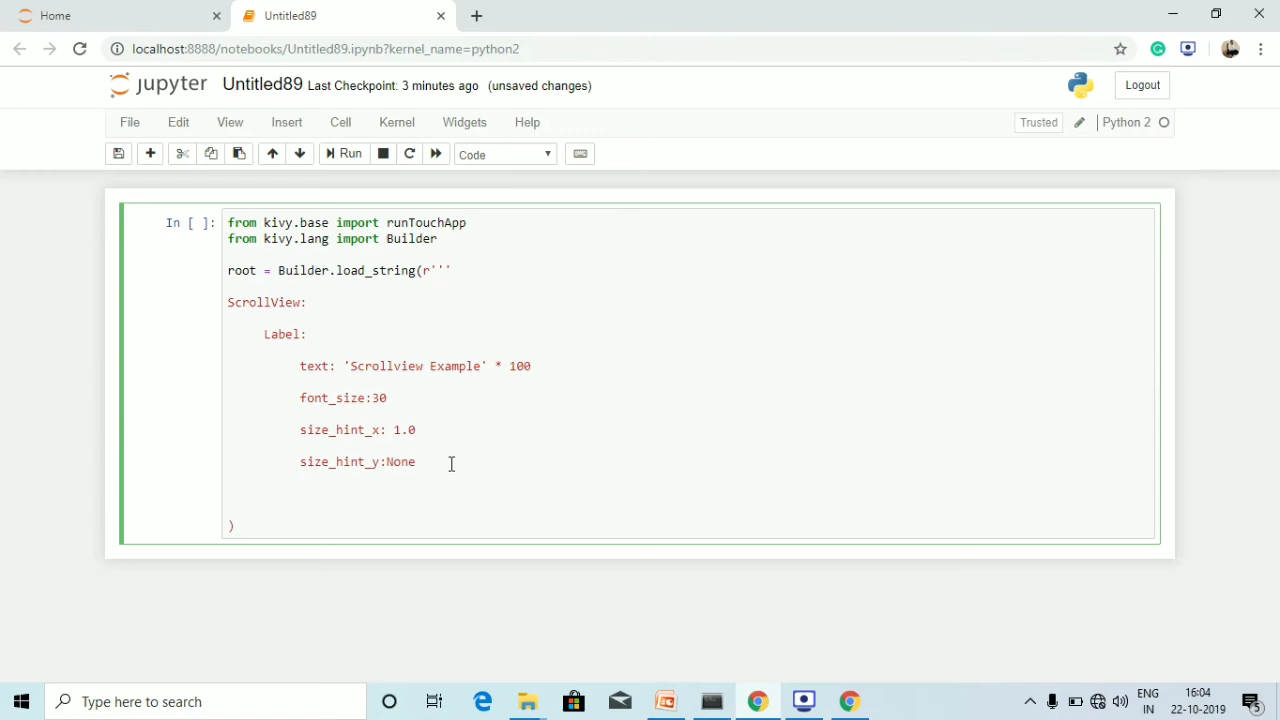 Home
Untitled89
localhost:8888/notebooks/Untitled89.ipynb?kernel_name=python2
jupyter Untitled89 Last Checkpoint: 3 minutes ago (unsaved changes)
Logout
File Edit View Insert Cell Kernel Widgets Help
Trusted
Python 2
Run
Code
In [ ]:
from kivy.base import runTouchApp
from kivy.lang import Builder
root = Builder.load_string(r'''
ScrollView:
Label:
text: 'Scrollview Example' * 100
font_size:30
size_hint_x: 1.0
size_hint_y:None
)
Type here to search
ENG
IN
16:04
22-10-2019
5